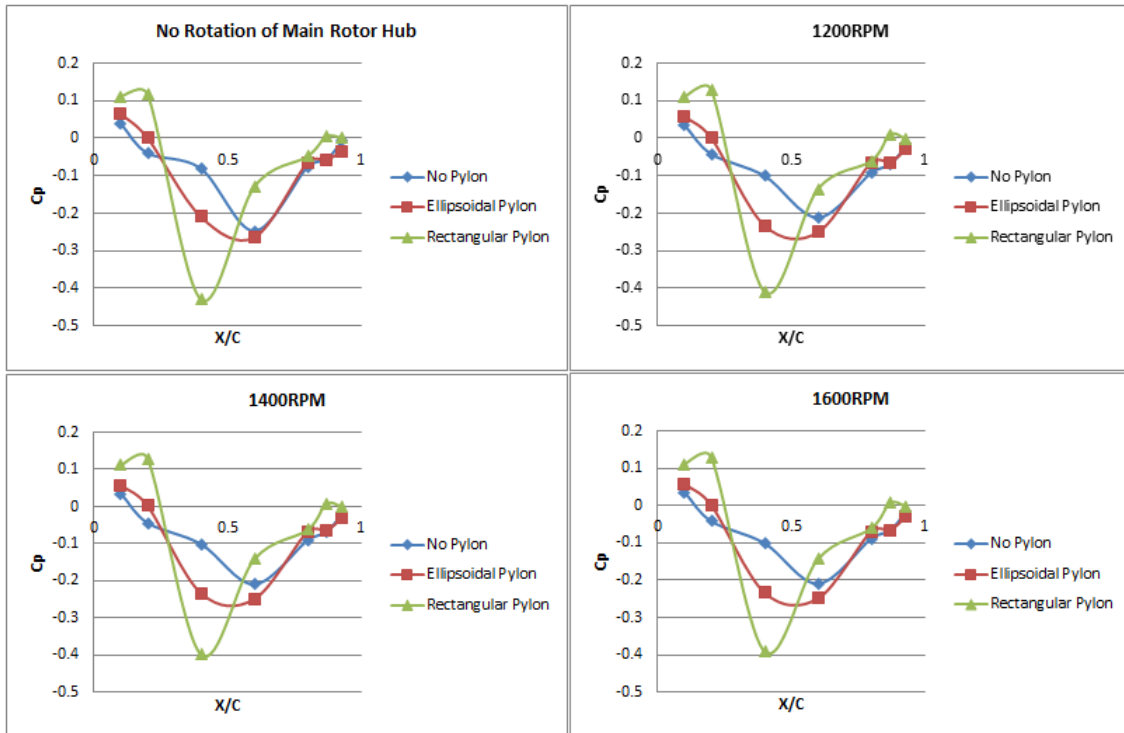 No Rotation of Main Rotor Hub
0.2
0.1
0
-0.1
-0.2
-0.3
-0.4
-0.5
0
0.5
1
Cp
X/C
No Pylon
Ellipsoidal Pylon
Rectangular Pylon
1200RPM
0.2
0.1
0
-0.1
-0.2
-0.3
-0.4
-0.5
0
0.5
1
Cp
X/C
No Pylon
Ellipsoidal Pylon
Rectangular Pylon
1400RPM
0.2
0.1
0
-0.1
-0.2
-0.3
-0.4
-0.5
0
0.5
1
Cp
X/C
No Pylon
Ellipsoidal Pylon
Rectangular Pylon
1600RPM
0.2
0.1
0
-0.1
-0.2
-0.3
-0.4
-0.5
0
0.5
1
Cp
X/C
No Pylon
Ellipsoidal Pylon
Rectangular Pylon